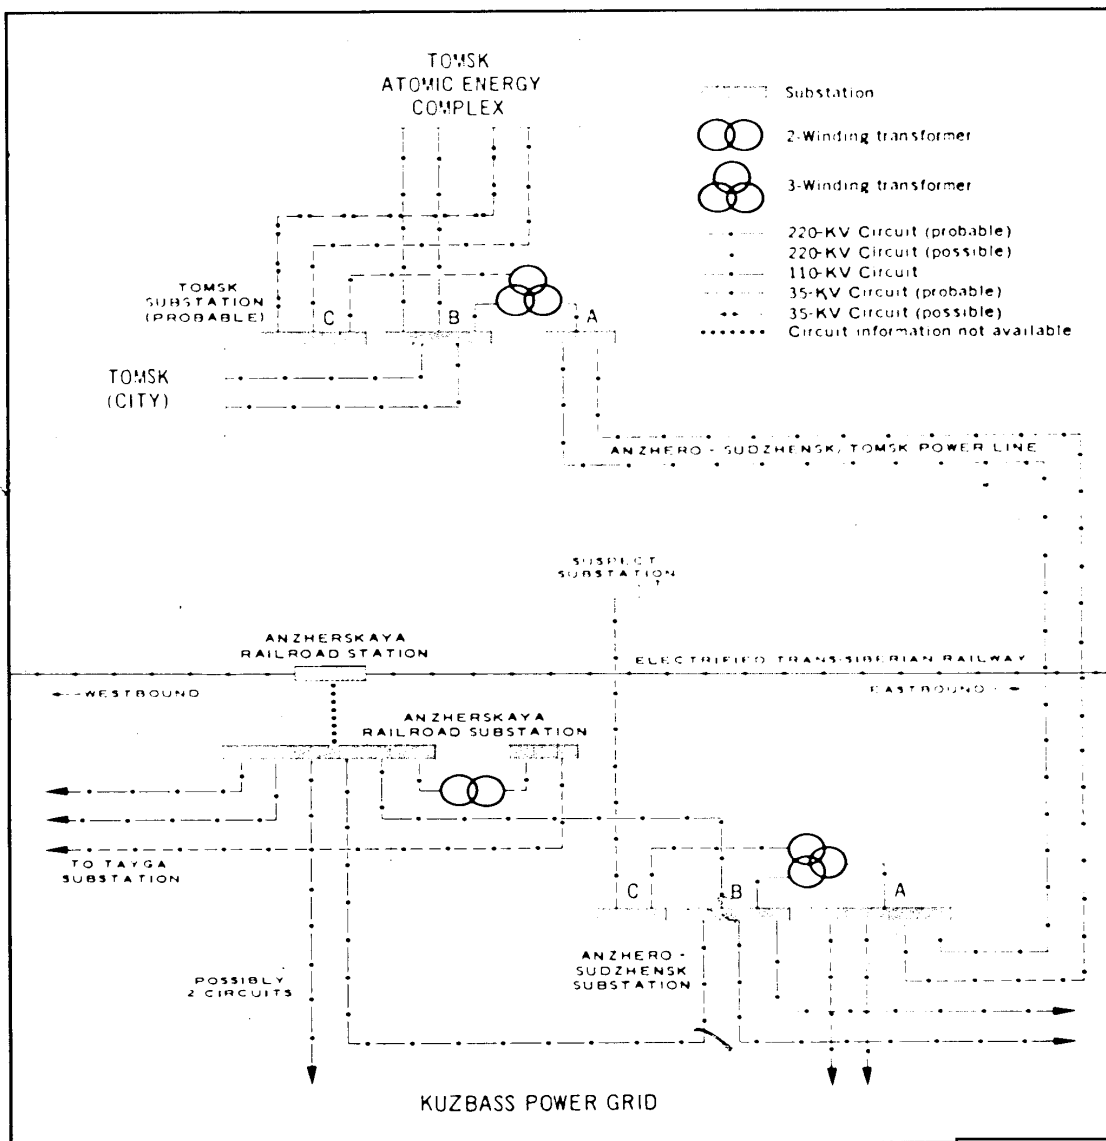 TOMSK
ATOMIC ENERGY
COMPLEX
Substation
2-Winding transformer
3-Winding transformer
220-KV Circuit (probable)
220-KV Circuit (possible)
110-KV Circuit
35-KV Circuit (probable)
35-KV Circuit (possible)
Circuit information not available
TOMSK
SUBSTATION
(PROBABLE)
C
B
A
TOMSK
(CITY)
ANZHERO - SUDZHENSK/TOMSK POWER LINE
SUSPECT
SUBSTATION
?
ANZHERSKAYA
RAILROAD STATION
ELECTRIFIED TRANS-SIBERIAN RAILWAY
WESTBOUND
EASTBOUND
ANZHERSKAYA
RAILROAD SUBSTATION
TO TAYGA
SUBSTATION
C
B
A
ANZHERO -
SUDZHENSK
SUBSTATION
POSSIBLY
2 CIRCUITS
KUZBASS POWER GRID